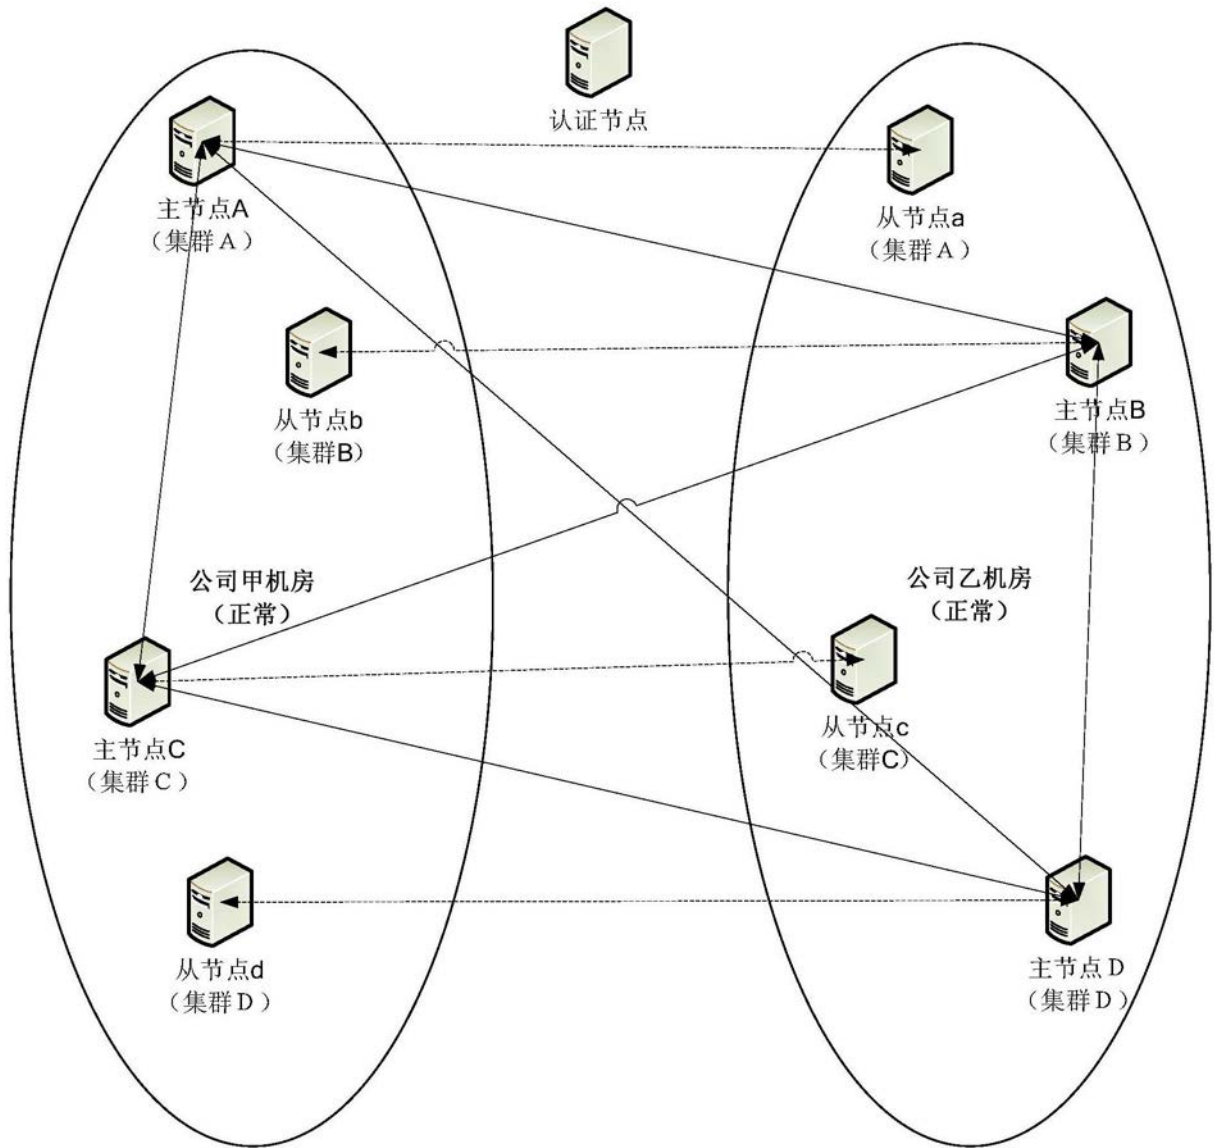 认证节点
主节点A
（集群Ａ）
从节点a
（集群Ａ）
从节点b
（集群B）
主节点B
（集群Ｂ）
公司甲机房
（正常）
公司乙机房
（正常）
主节点C
（集群Ｃ）
从节点c
（集群C）
从节点d
（集群Ｄ）
主节点Ｄ
（集群Ｄ）